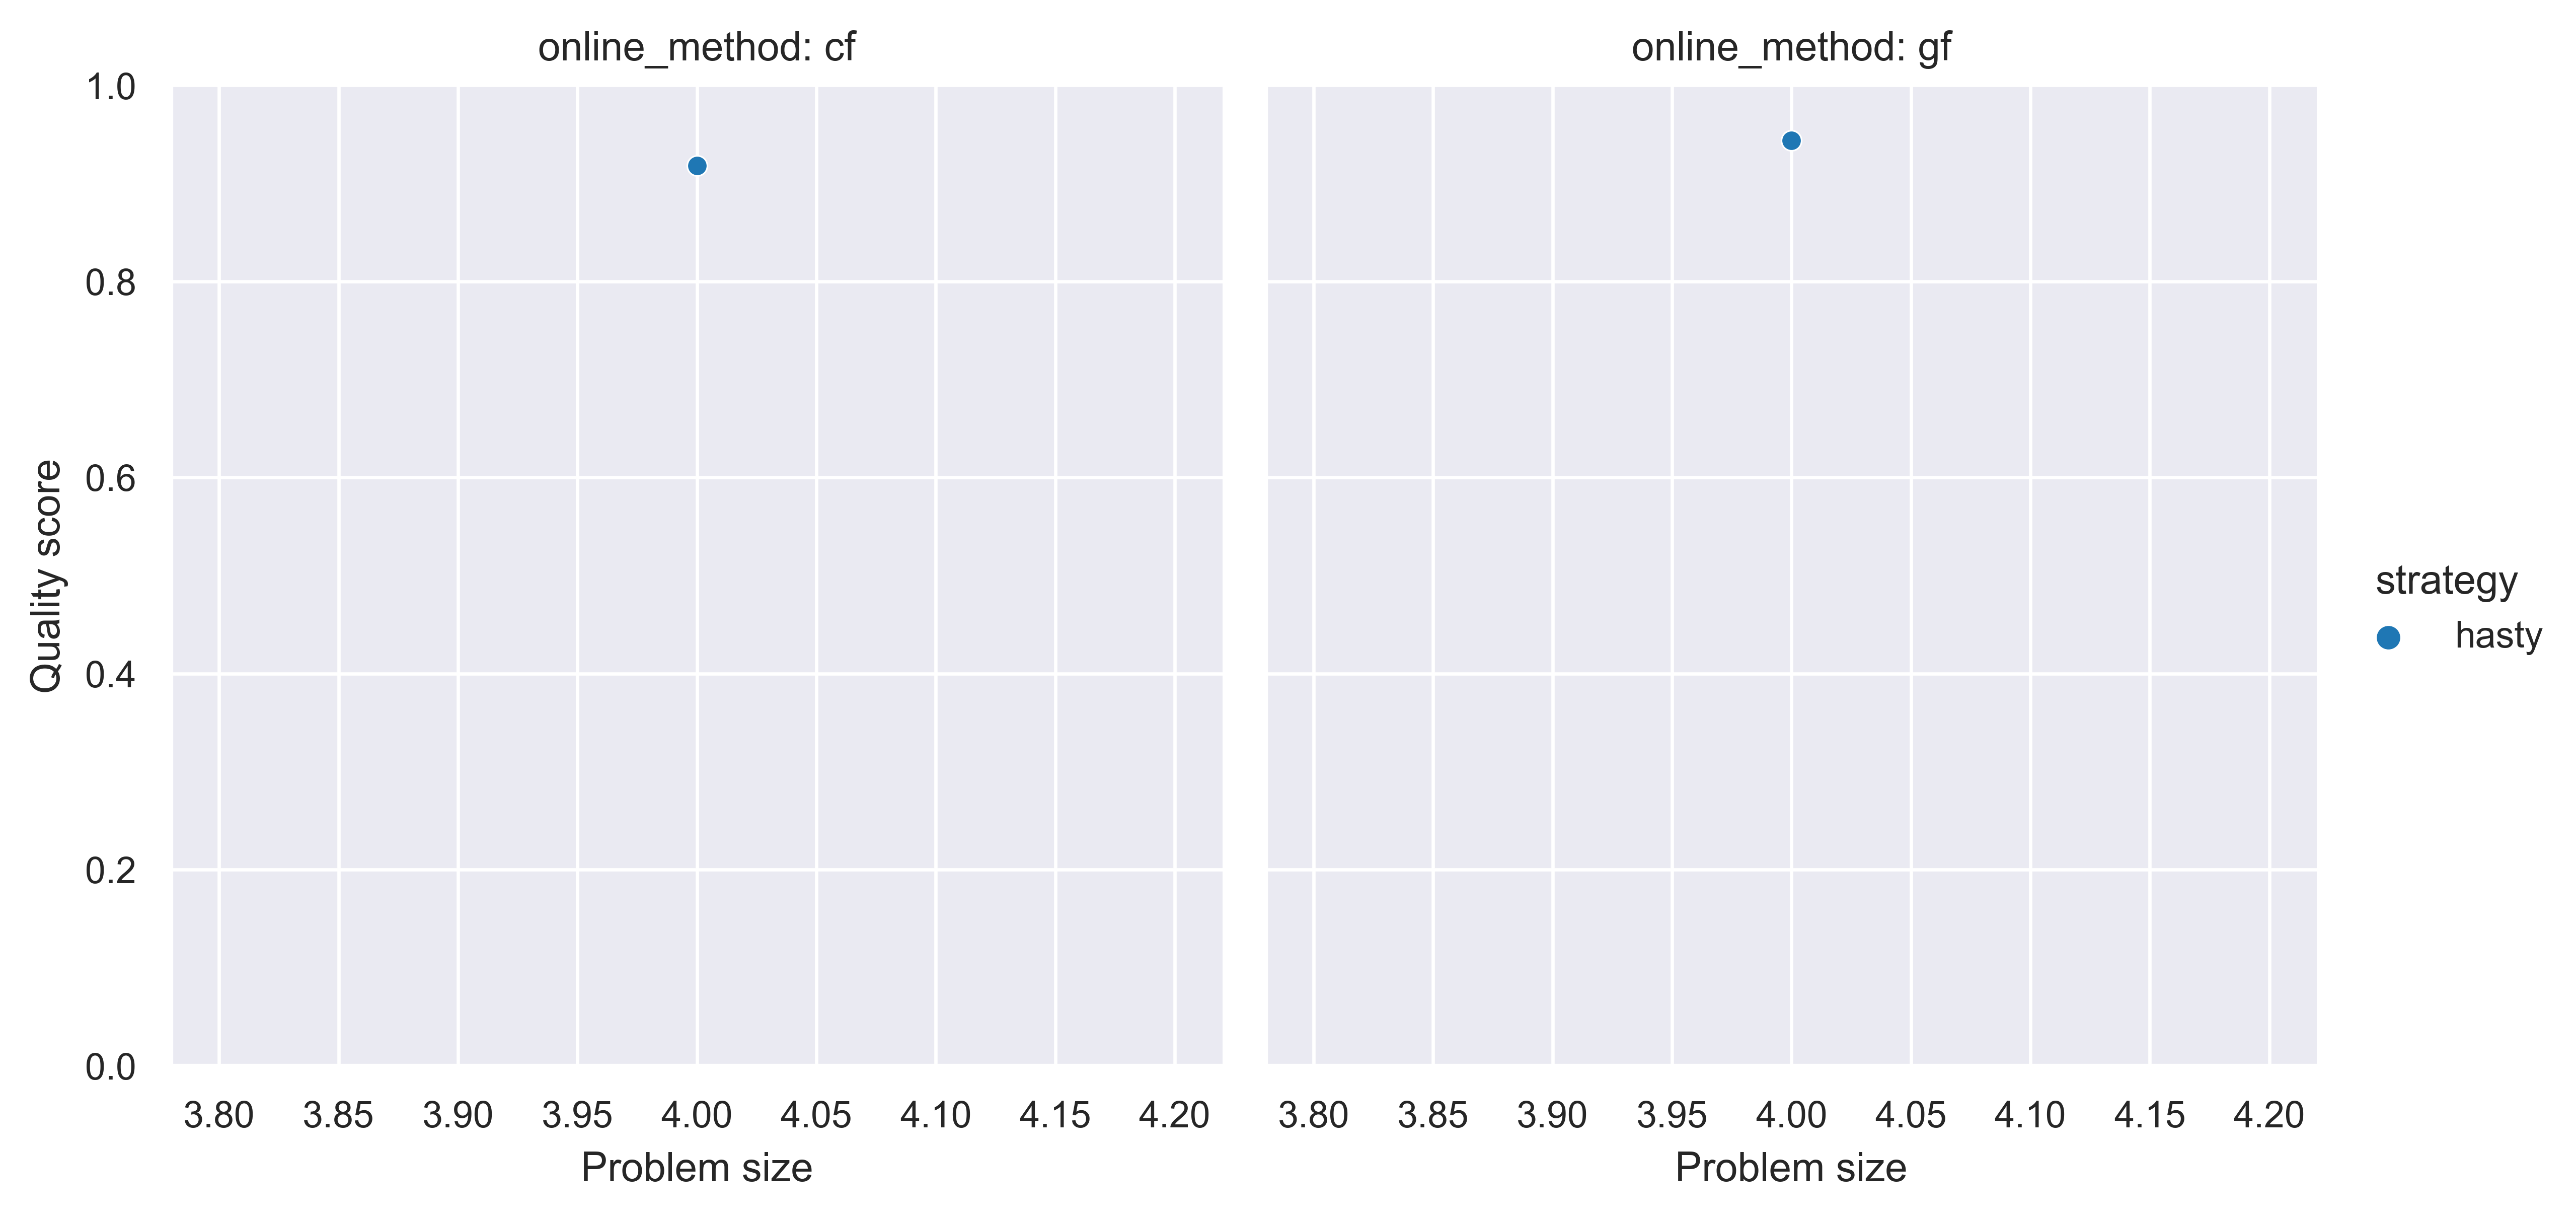 online_method: cf
online_method: gf
1.0
0.8
0.6
0.4
0.2
0.0
Quality score
3.80 3.85 3.90 3.95 4.00 4.05 4.10 4.15 4.20
3.80 3.85 3.90 3.95 4.00 4.05 4.10 4.15 4.20
Problem size
Problem size
strategy
hasty